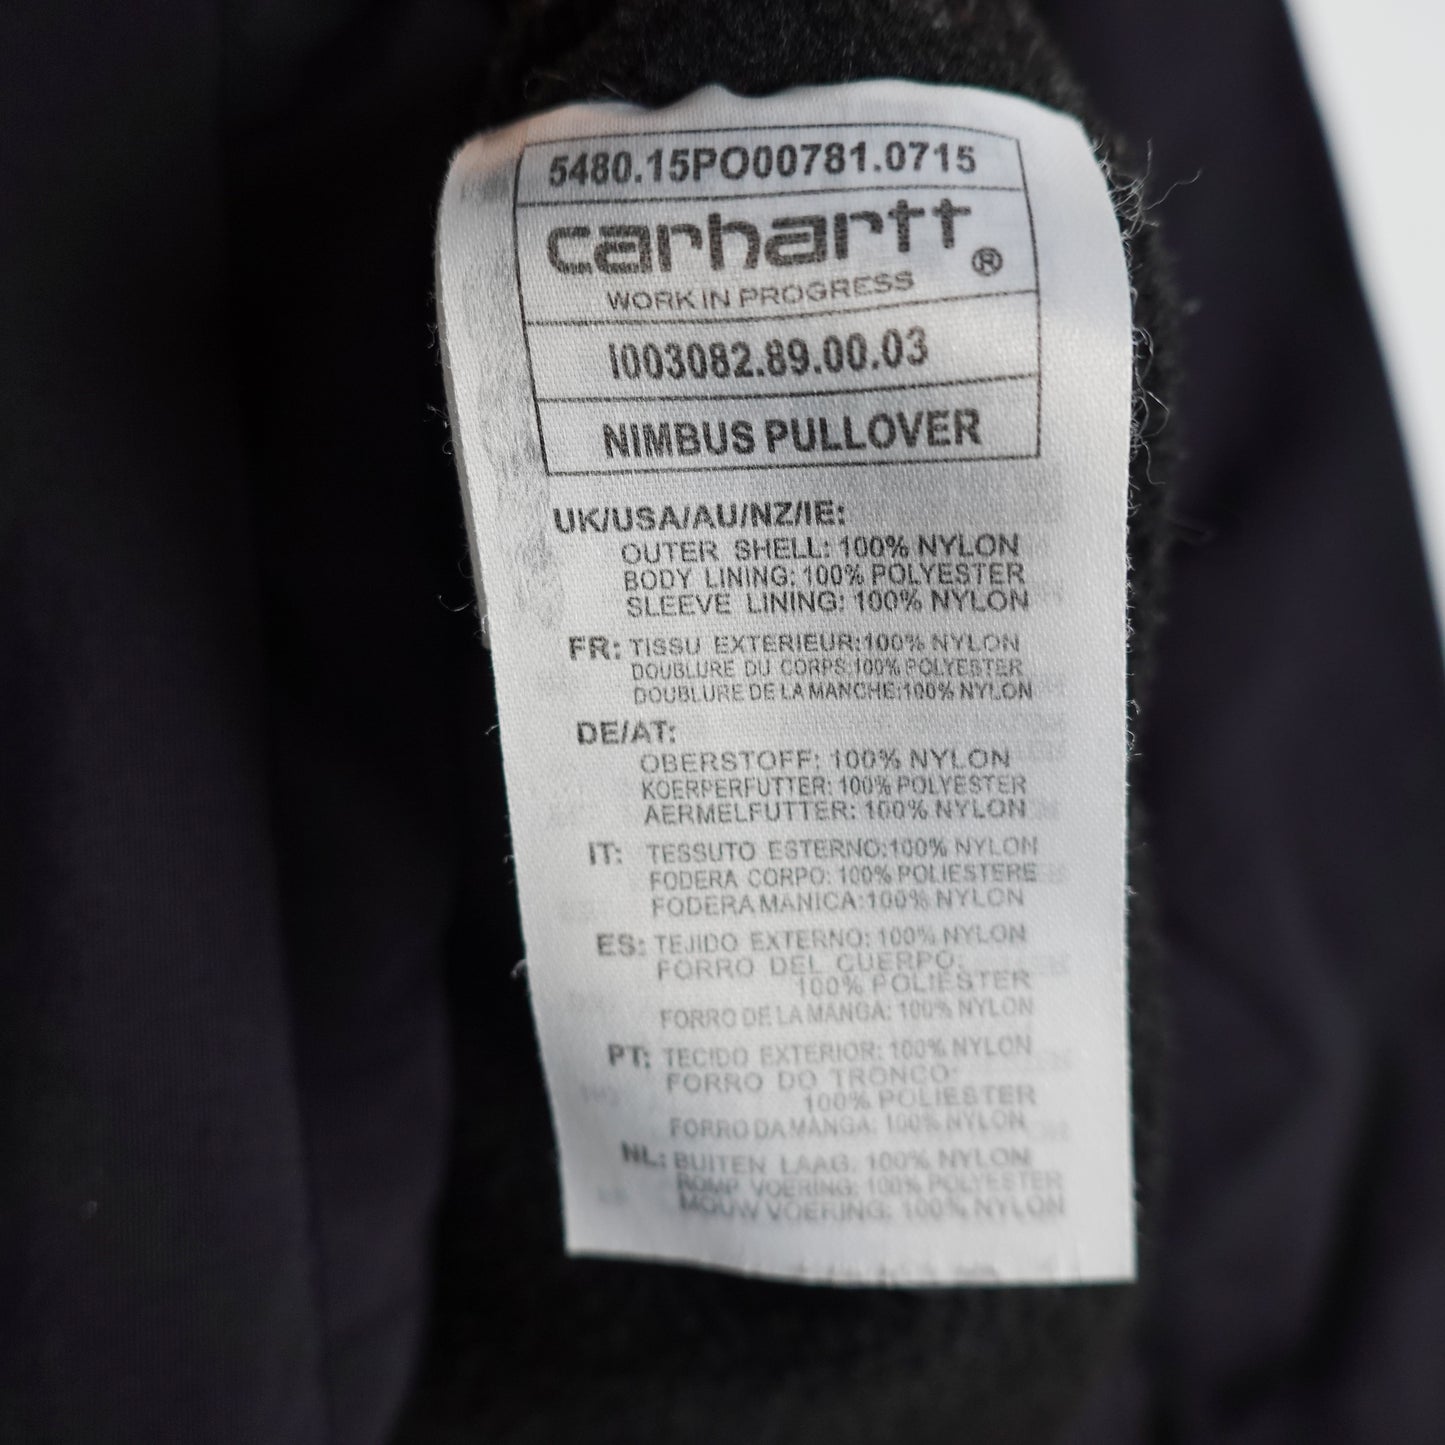 5480.15PO00781.0715
carhartt®
WORK IN PROGRESS
I003082.89.00.03
NIMBUS PULLOVER
UK/USA/AU/NZ/IE:
OUTER SHELL: 100% NYLON
BODY LINING: 100% POLYESTER
SLEEVE LINING: 100% NYLON
FR: TISSU EXTERIEUR:100% NYLON
DOUBLURE DU CORPS:100% POLYESTER
DOUBLURE DE LA MANCHE:100% NYLON
DE/AT:
OBERSTOFF: 100% NYLON
KOERPERFUTTER: 100% POLYESTER
AERMELFUTTER: 100% NYLON
IT: TESSUTO ESTERNO:100% NYLON
FODERA CORPO: 100% POLIESTERE
FODERA MANICA:100% NYLON
ES: TEJIDO EXTERNO: 100% NYLON
FORRO DEL CUERPO:
100% POLIÉSTER
FORRO DE LA MANGA: 100% NYLON
PT: TECIDO EXTERIOR: 100% NYLON
FORRO DO TRONCO:
100% POLIESTER
FORRO DA MANGA: 100% NYLON
NL: BUITEN LAAG: 100% NYLON
ROMP VOERING: 100% POLYESTER
MOUW VOERING: 100% NYLON